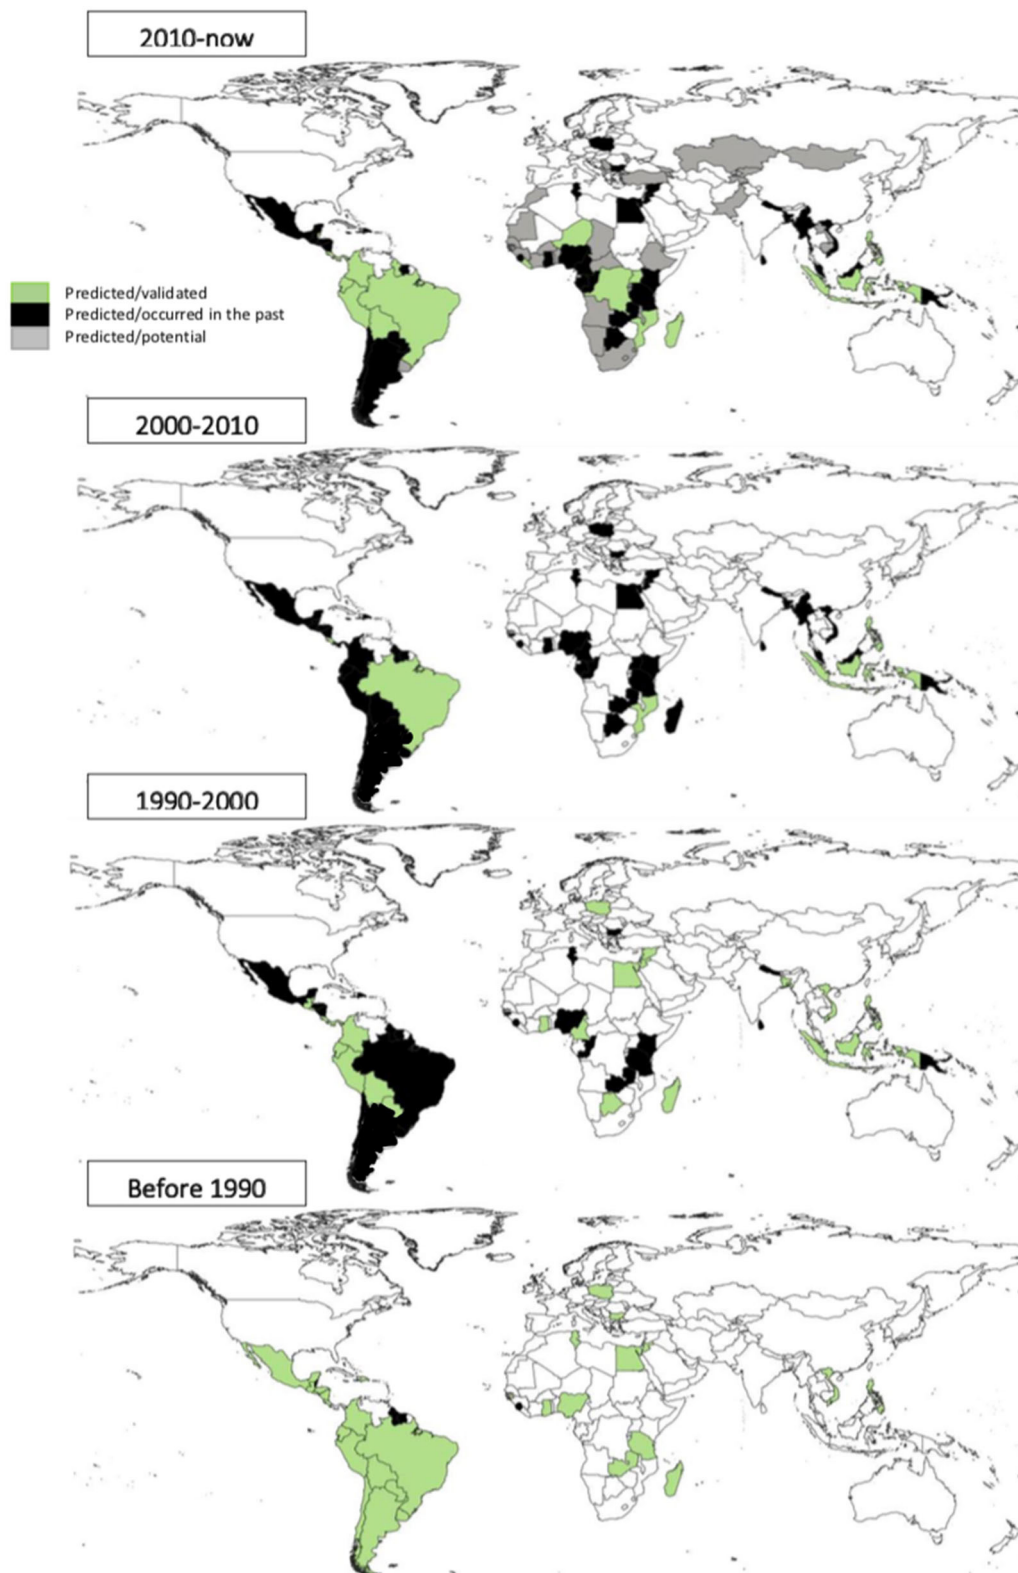 2010-now
Predicted/validated
Predicted/occurred in the past
Predicted/potential
2000-2010
1990-2000
Before 1990